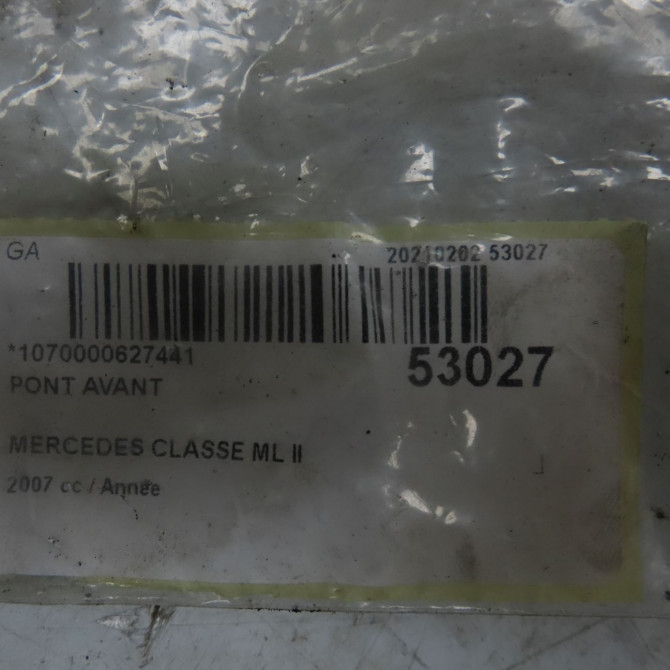 GA
20210202 53027
*1070000627441
53027
PONT AVANT
MERCEDES CLASSE ML II
2007 cc / Année